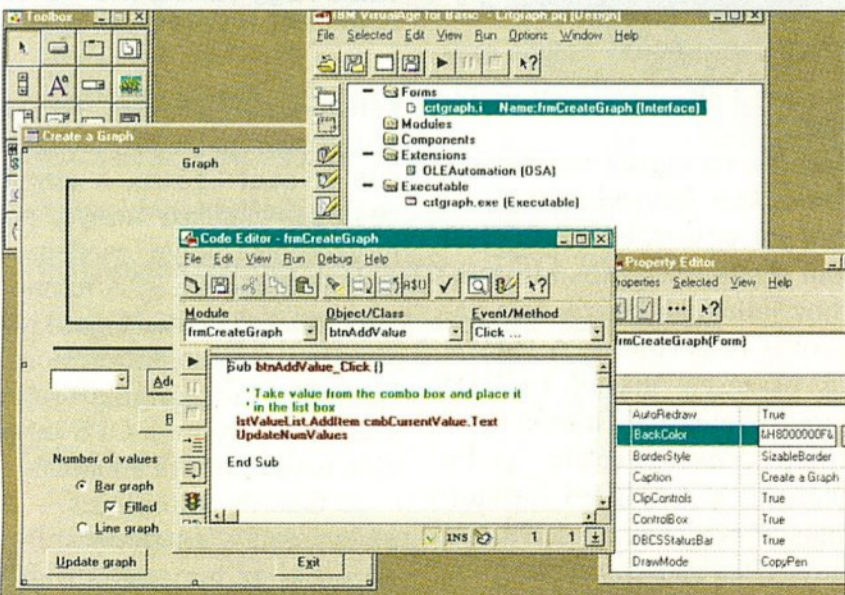 Toolbox
IBM VisualAge for Basic - Crtgraph.prj [Design]
File Selected Edit View Run Options Window Help
Forms
crtgraph.i Name:frmCreateGraph (Interface)
Modules
Components
Extensions
OLEAutomation (OSA)
Executable
crtgraph.exe (Executable)
Create a Graph
Graph
Number of values
Bar graph
Filled
Line graph
Update graph
Exit
Code Editor - frmCreateGraph
File Edit View Run Debug Help
Module Object/Class Event/Method
frmCreateGraph btnAddValue Click ...
Sub btnAddValue_Click ()
' Take value from the combo box and place it
' in the list box
lstValueList.AddItem cmbCurrentValue.Text
UpdateNumValues
End Sub
INS 1 1
Property Editor
Properties Selected View Help
frmCreateGraph(Form)
AutoRedraw True
BackColor &H8000000F&
BorderStyle SizableBorder
Caption Create a Graph
ClipControls True
ControlBox True
DBCSStatusBar True
DrawMode CopyPen